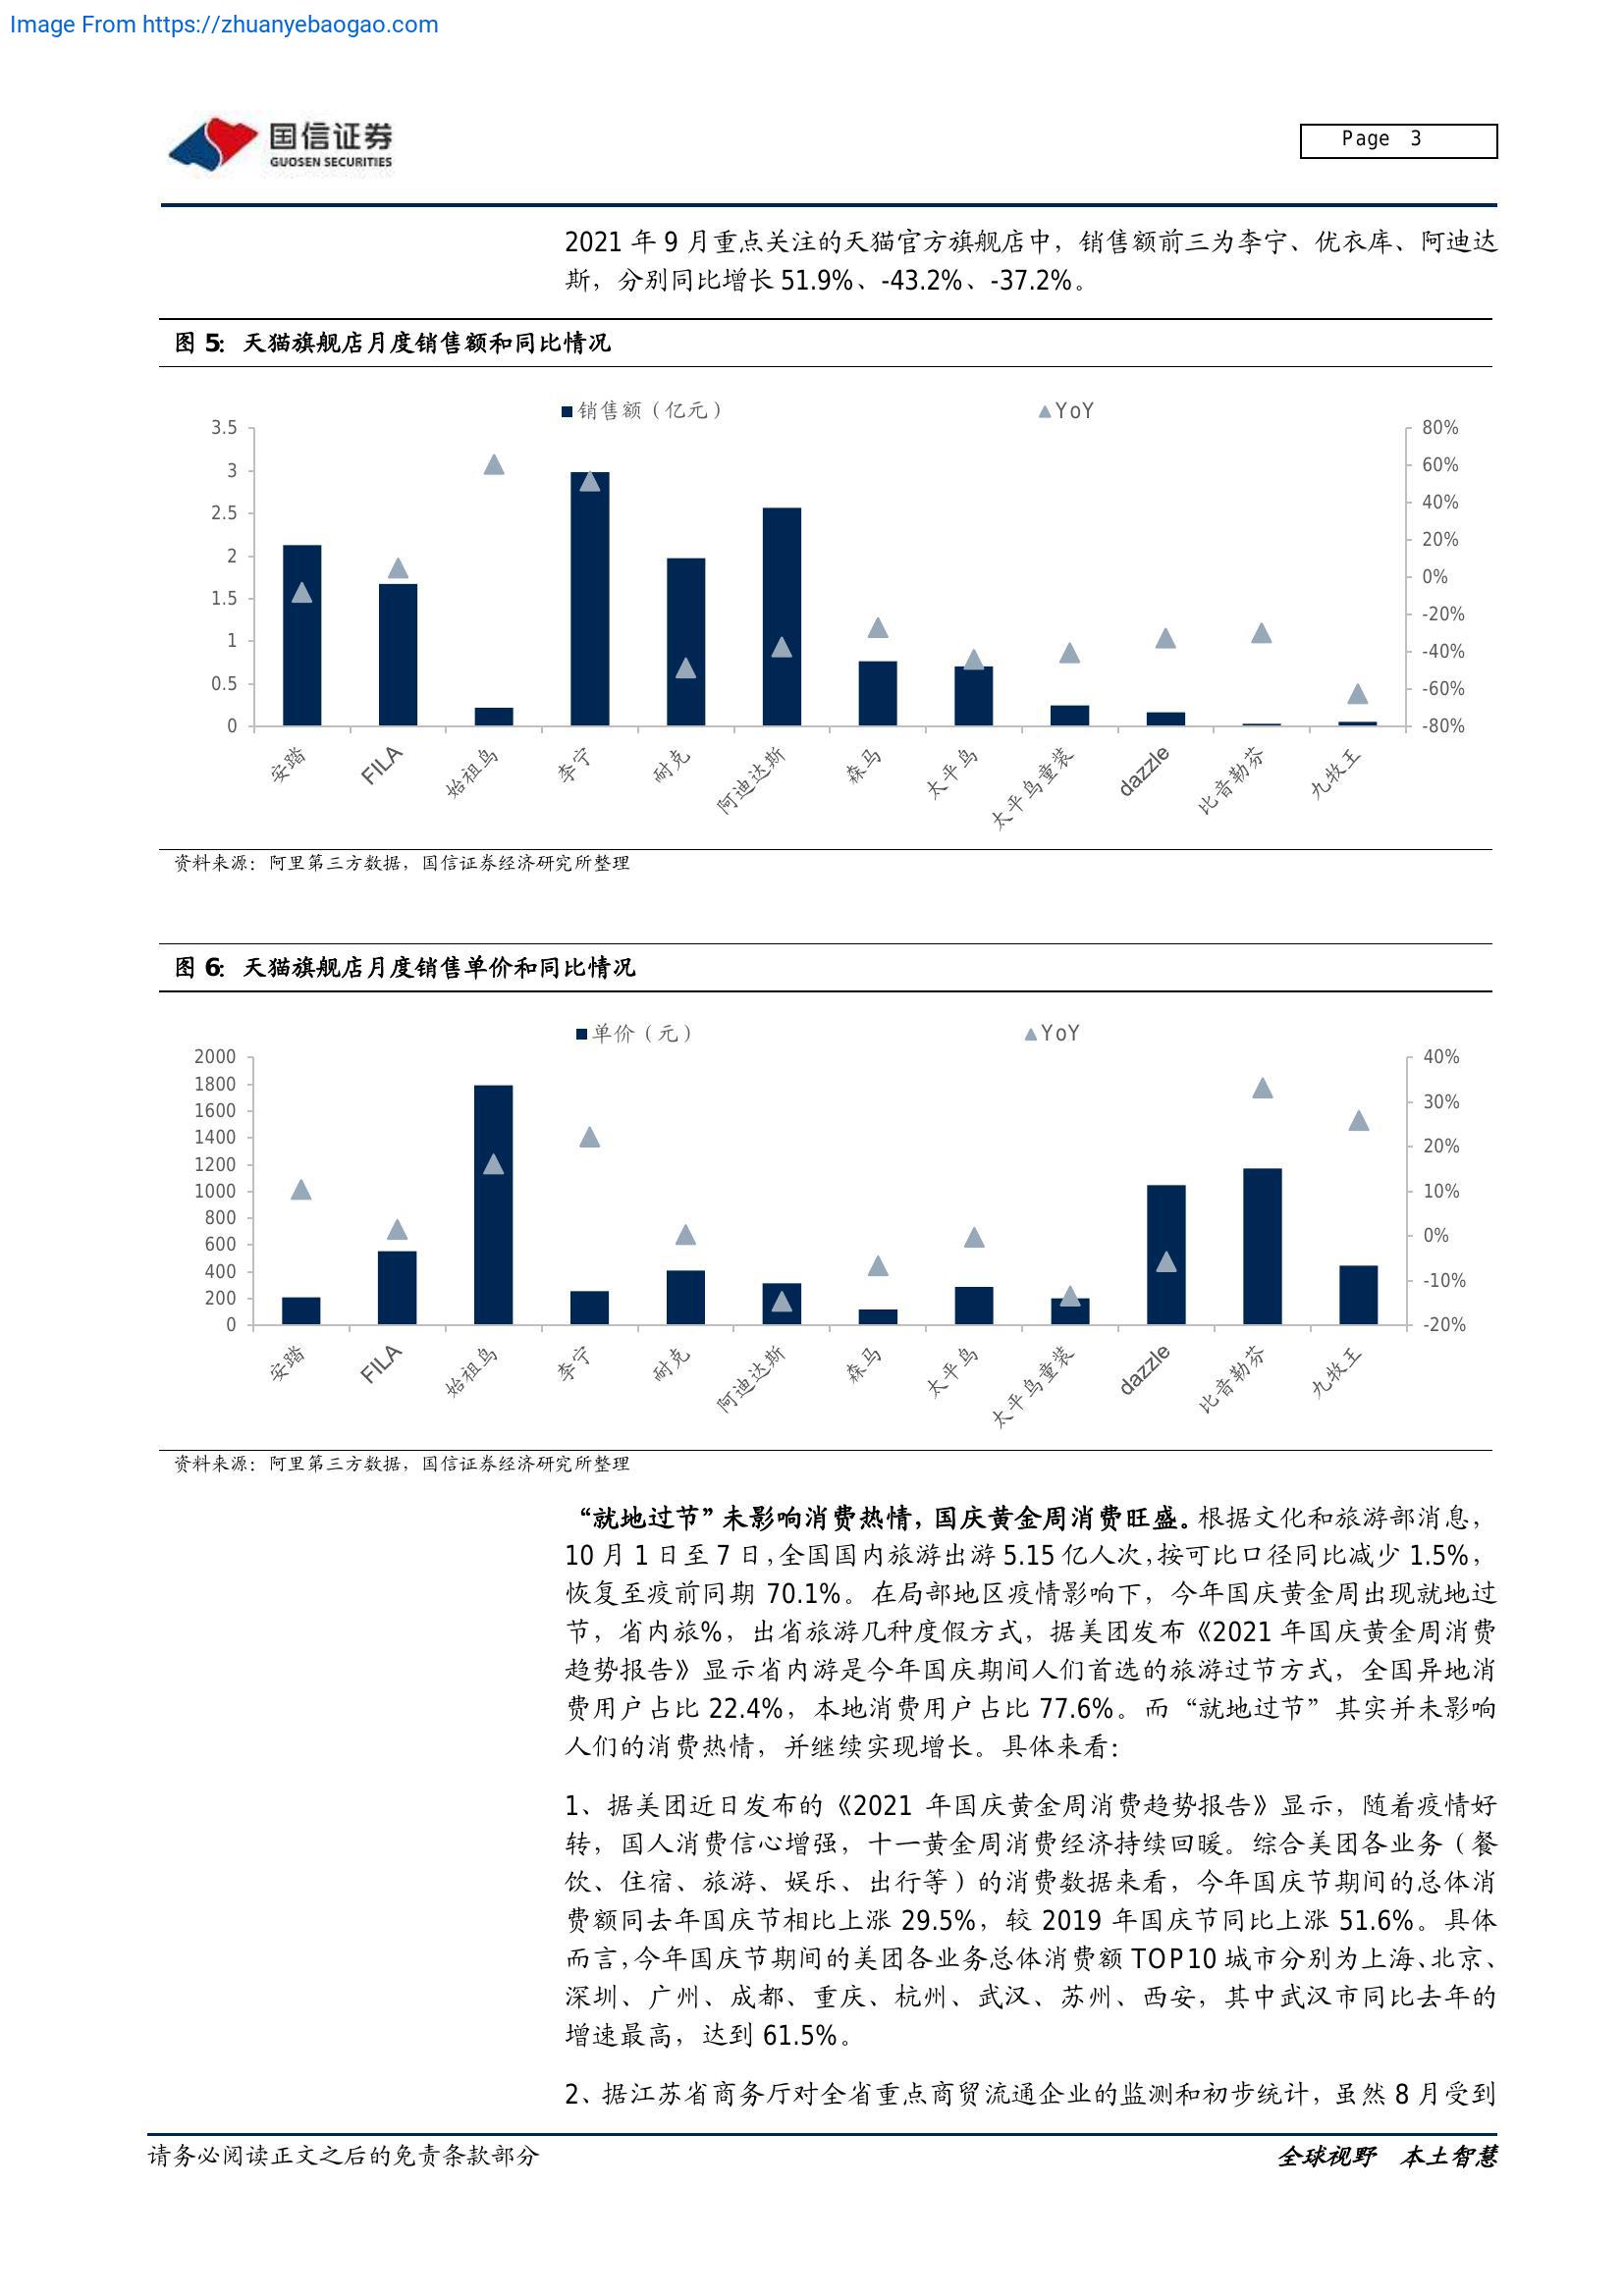 Image From https://zhuanyebaogao.com
国信证券
GUOSEN SECURITIES
Page 3
2021 年 9 月重点关注的天猫官方旗舰店中，销售额前三为李宁、优衣库、阿迪达
斯，分别同比增长 51.9%、-43.2%、-37.2%。
图 5：天猫旗舰店月度销售额和同比情况
销售额（亿元） YoY
3.5 80%
3 60%
2.5 40%
2 20%
1.5 0%
1 -20%
0.5 -40%
0 -60%
-80%
安踏 FILA 始祖鸟 李宁 耐克 阿迪达斯 森马 太平鸟 太平鸟童装 dazzle 比音勒芬 九牧王
资料来源：阿里第三方数据，国信证券经济研究所整理
图 6：天猫旗舰店月度销售单价和同比情况
单价（元） YoY
2000 40%
1800
1600 30%
1400 20%
1200
1000 10%
800
600 0%
400 -10%
200
0 -20%
安踏 FILA 始祖鸟 李宁 耐克 阿迪达斯 森马 太平鸟 太平鸟童装 dazzle 比音勒芬 九牧王
资料来源：阿里第三方数据，国信证券经济研究所整理
“就地过节”未影响消费热情，国庆黄金周消费旺盛。根据文化和旅游部消息，
10 月 1 日至 7 日，全国国内旅游出游 5.15 亿人次，按可比口径同比减少 1.5%，
恢复至疫前同期 70.1%。在局部地区疫情影响下，今年国庆黄金周出现就地过
节，省内旅%，出省旅游几种度假方式，据美团发布《2021 年国庆黄金周消费
趋势报告》显示省内游是今年国庆期间人们首选的旅游过节方式，全国异地消
费用户占比 22.4%，本地消费用户占比 77.6%。而“就地过节”其实并未影响
人们的消费热情，并继续实现增长。具体来看：
1、据美团近日发布的《2021 年国庆黄金周消费趋势报告》显示，随着疫情好
转，国人消费信心增强，十一黄金周消费经济持续回暖。综合美团各业务（餐
饮、住宿、旅游、娱乐、出行等）的消费数据来看，今年国庆节期间的总体消
费额同去年国庆节相比上涨 29.5%，较 2019 年国庆节同比上涨 51.6%。具体
而言，今年国庆节期间的美团各业务总体消费额 TOP10 城市分别为上海、北京、
深圳、广州、成都、重庆、杭州、武汉、苏州、西安，其中武汉市同比去年的
增速最高，达到 61.5%。
2、据江苏省商务厅对全省重点商贸流通企业的监测和初步统计，虽然 8 月受到
请务必阅读正文之后的免责条款部分
全球视野 本土智慧